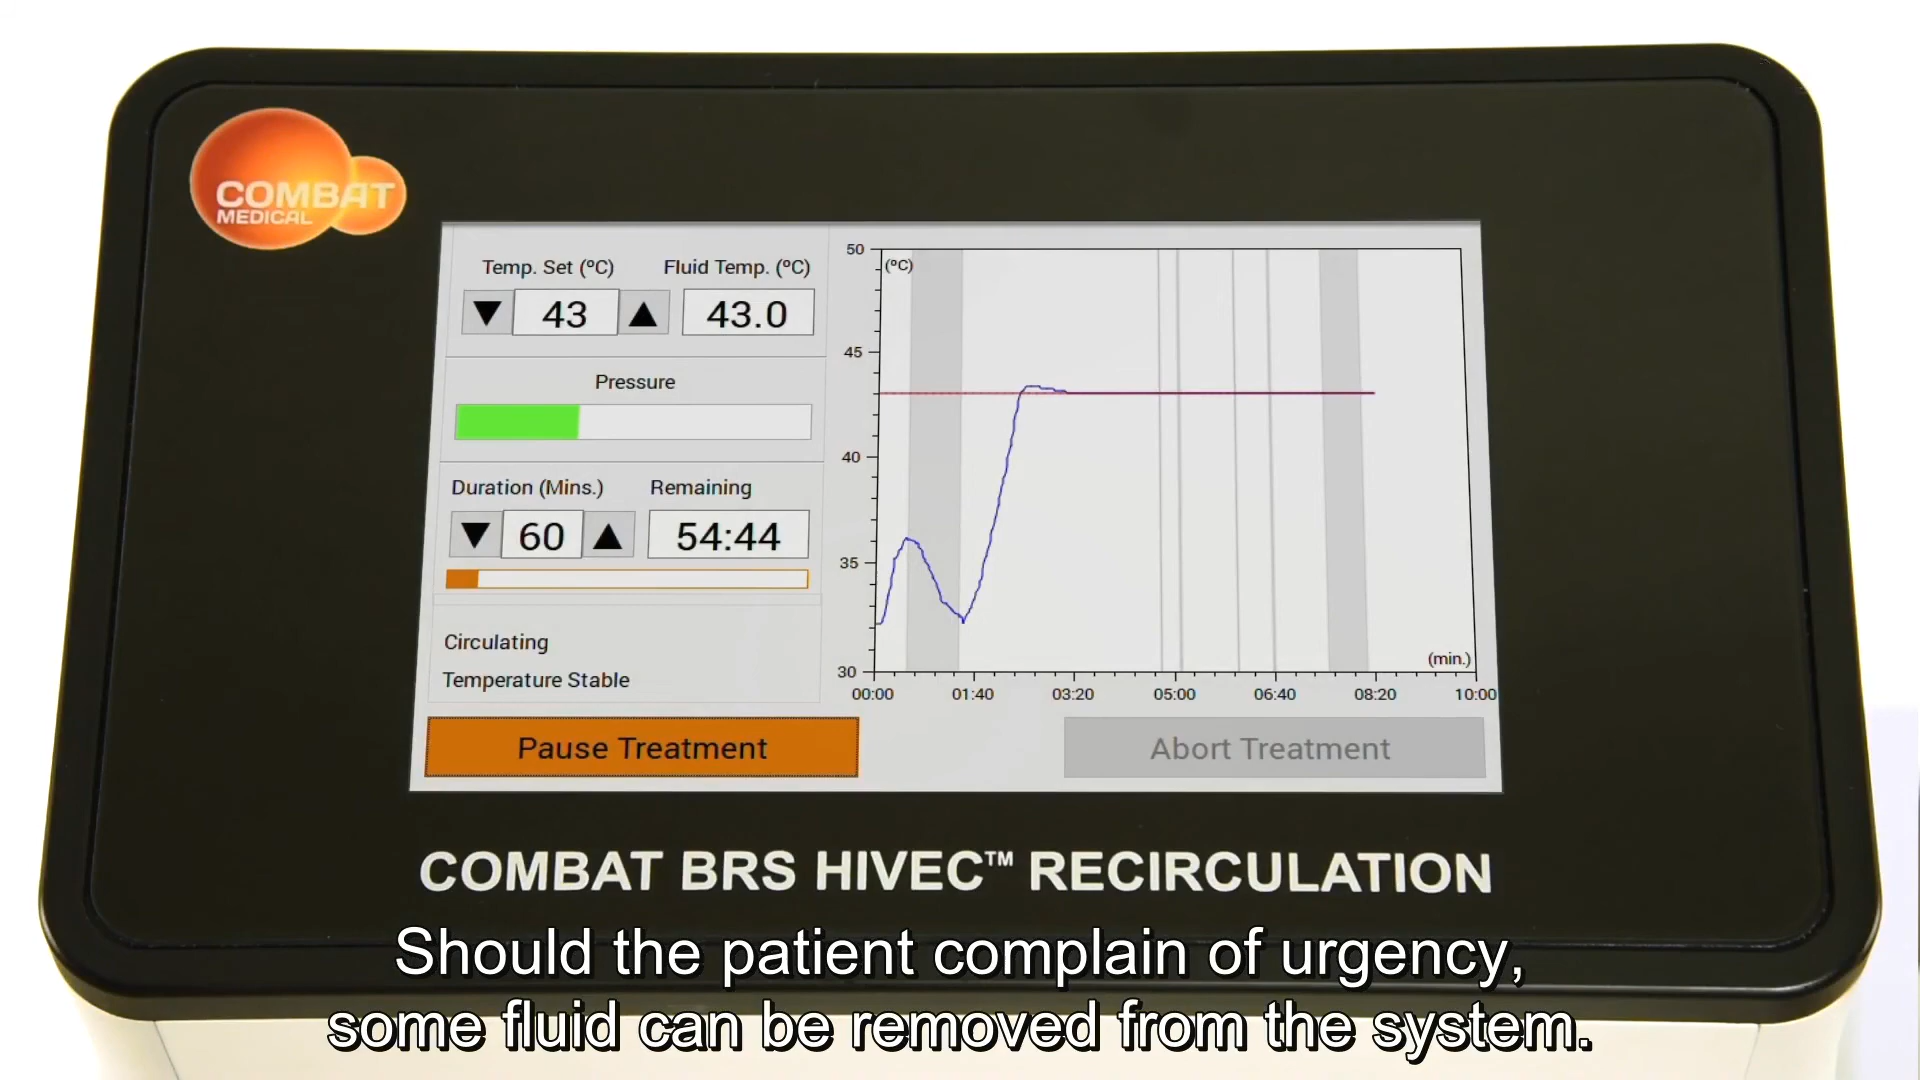 COMBAT
MEDICAL
Temp. Set (ºC)
Fluid Temp. (ºC)
43
43.0
Pressure
Duration (Mins.)
Remaining
60
54:44
Circulating
Temperature Stable
50
(ºC)
45
40
35
30
(min.)
00:00
01:40
03:20
05:00
06:40
08:20
10:00
Pause Treatment
Abort Treatment
COMBAT BRS HIVEC™ RECIRCULATION
Should the patient complain of urgency,
some fluid can be removed from the system.